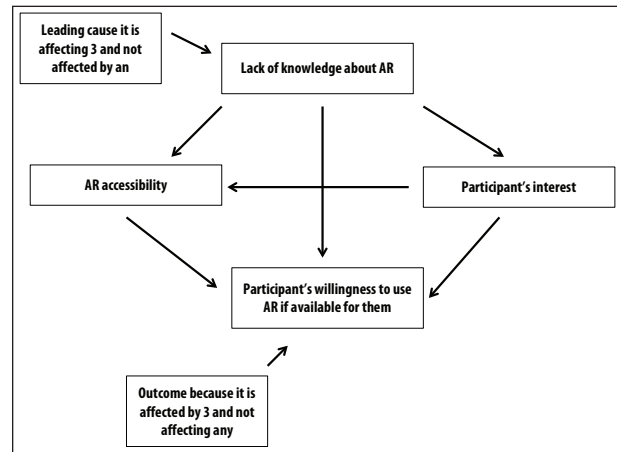 Leading cause it is
affecting 3 and not
affected by an
Lack of knowledge about AR
AR accessibility
Participant's interest
Participant's willingness to use
AR if available for them
Outcome because it is
affected by 3 and not
affecting any